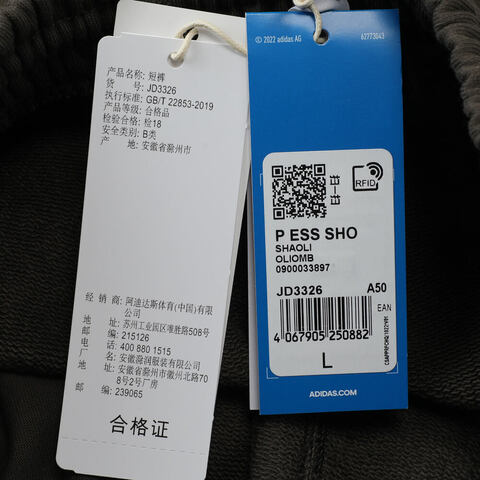 产品名称: 短裤
货 号: JD3326
执行标准: GB/T 22853-2019
产品等级: 合格品
检验合格: 检18
安全类别: B类
产 地: 安徽省滁州市
经 销 商: 阿迪达斯体育(中国)有限
公司
地 址: 苏州工业园区唯胜路508号
邮 编: 215126
电 话: 400 880 1515
厂 名: 安徽滁润服装有限公司
地 址: 安徽省滁州市徽州北路70
8号2号厂房
邮 编: 239065
合格证
© 2022 adidas AG 62773043
RFID
P ESS SHO
SHAOLI
OLIOMB
0900033897
JD3326 A50
EAN
4 067905 250882
L
ADIDAS.COM